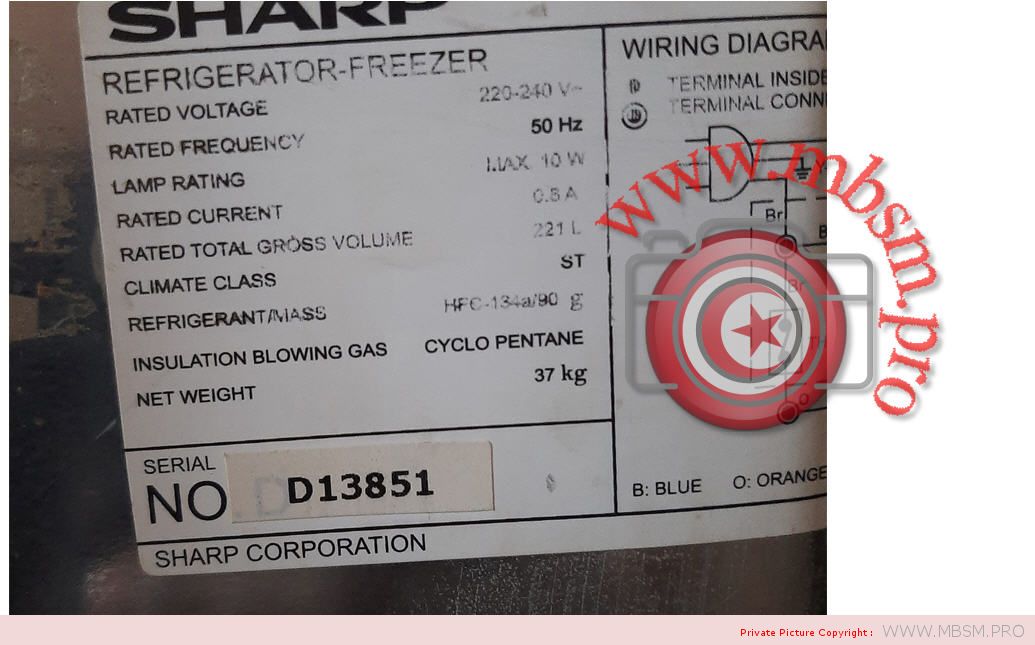 SHARP
REFRIGERATOR-FREEZER
RATED VOLTAGE 220-240 V~
RATED FREQUENCY 50 Hz
LAMP RATING MAX. 10 W
RATED CURRENT 0.8 A
RATED TOTAL GROSS VOLUME 221 L
CLIMATE CLASS ST
REFRIGERANT/MASS HFC-134a/90 g
INSULATION BLOWING GAS CYCLO PENTANE
NET WEIGHT 37 kg
SERIAL
NO. D13851
SHARP CORPORATION
WIRING DIAGRA
TERMINAL INSIDE
TERMINAL CONN
Br
B
Br
TH
B: BLUE O: ORANGE
www.mbsm.pro
Private Picture Copyright : WWW.MBSM.PRO